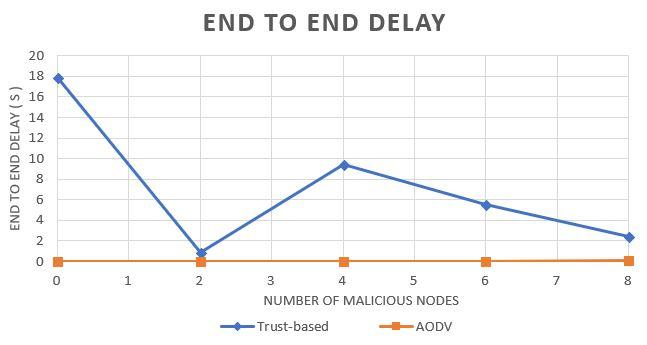 END TO END DELAY
END TO END DELAY ( S )
20
18
16
14
12
10
8
6
4
2
0
0 1 2 3 4 5 6 7 8
NUMBER OF MALICIOUS NODES
Trust-based AODV